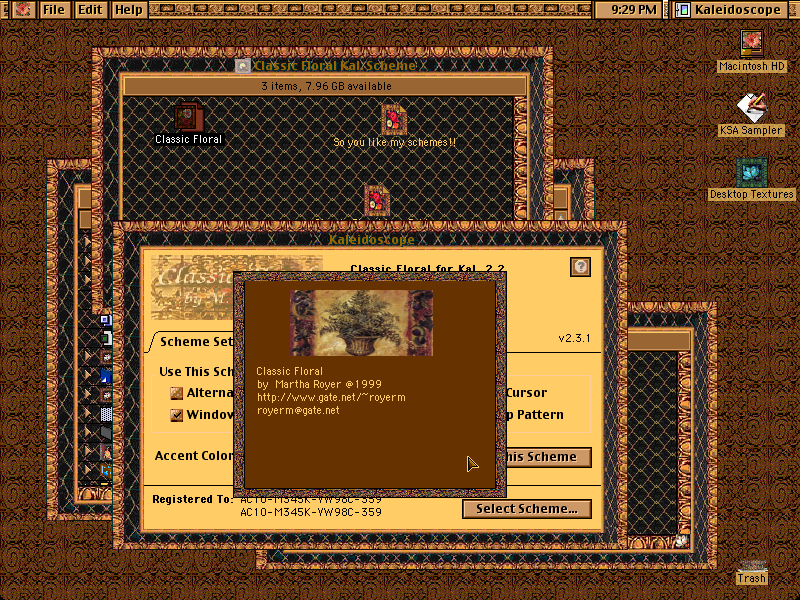 File Edit Help
9:29 PM
Kaleidoscope
Classic Floral Kal Scheme
3 items, 7.96 GB available
Classic Floral
So you like my schemes!!
Macintosh HD
KSA Sampler
Desktop Textures
Trash
Kaleidoscope
Classic
by M.
Classic Floral for Kal. 2.2
v2.3.1
Scheme Set
Use This Sch
Alterna
Cursor
Window
p Pattern
Accent Color
his Scheme
Classic Floral
by Martha Royer @1999
http://www.gate.net/~royerm
royerm@gate.net
Registered To:
AC10-M345K-YW98C-359
AC10-M345K-YW98C-359
Select Scheme...